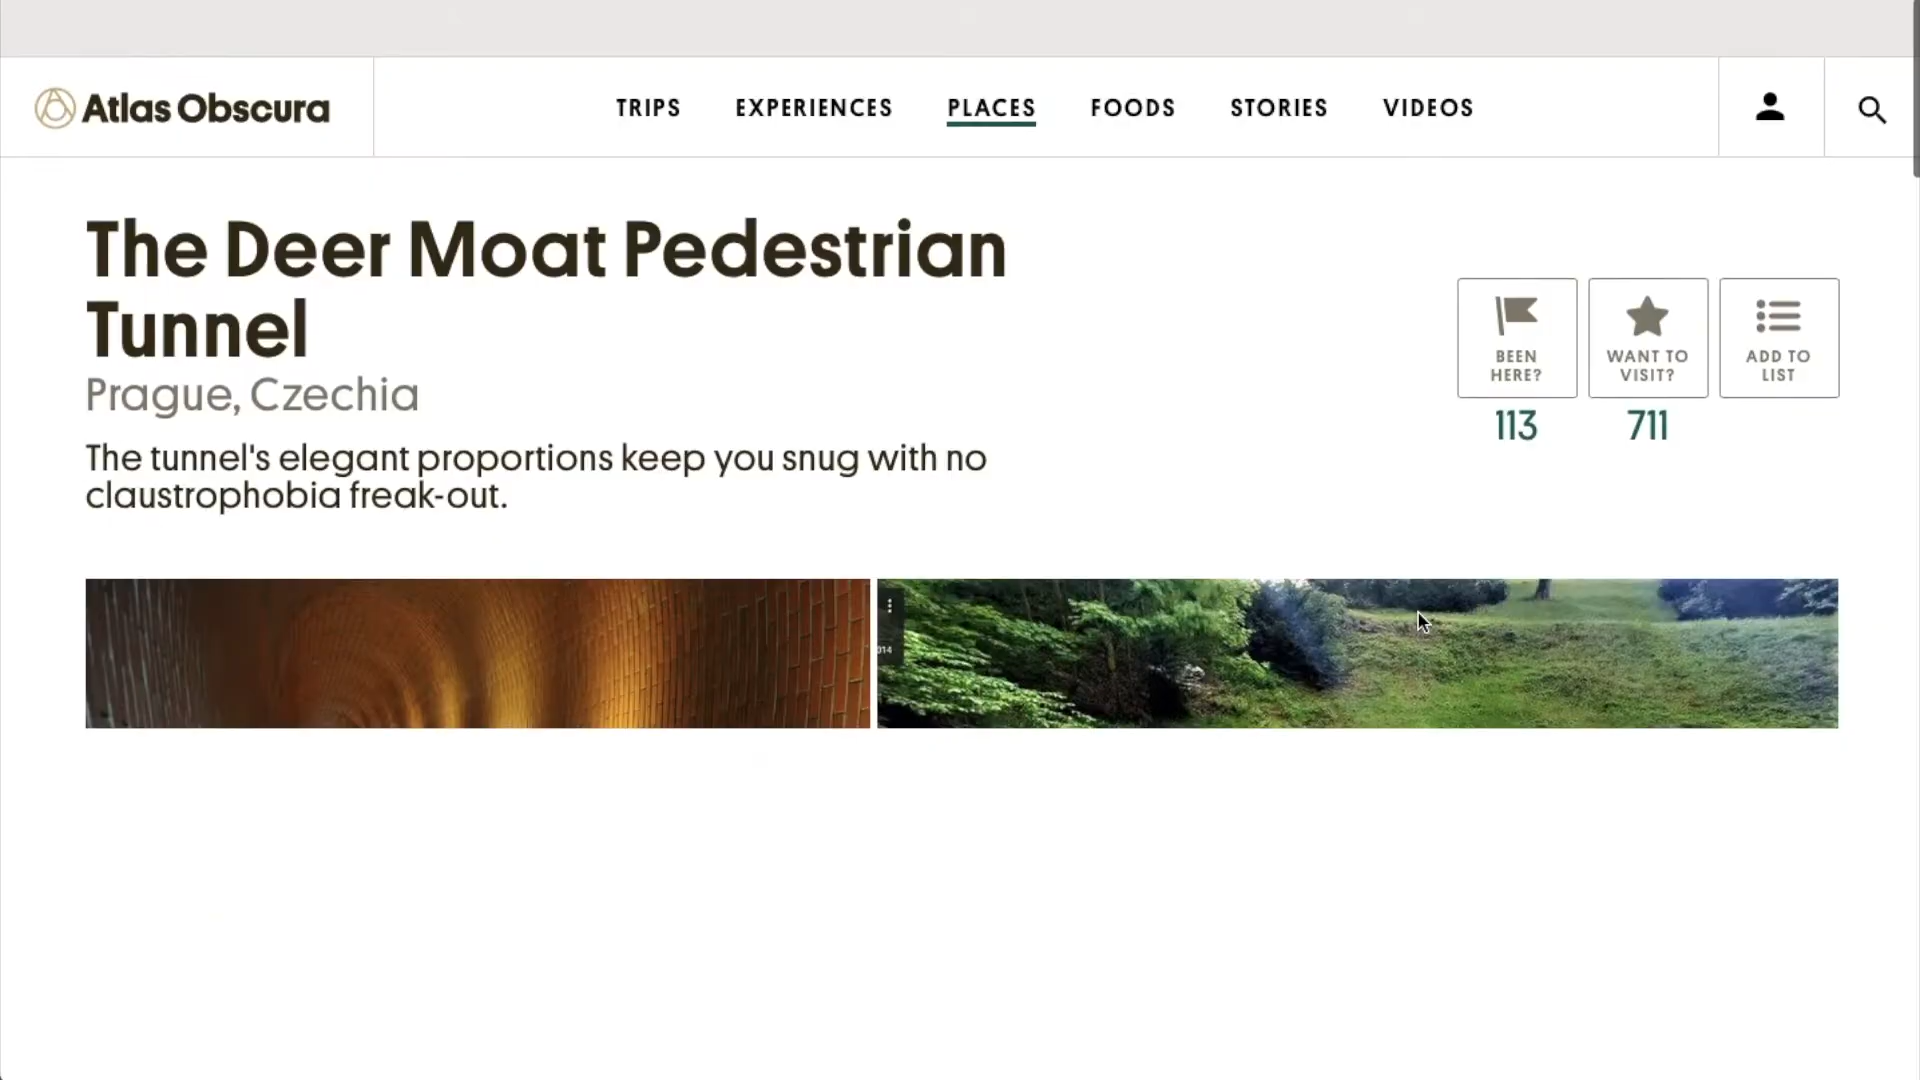 Atlas Obscura
TRIPS EXPERIENCES PLACES FOODS STORIES VIDEOS
The Deer Moat Pedestrian
Tunnel
Prague, Czechia
The tunnel's elegant proportions keep you snug with no
claustrophobia freak-out.
BEEN
HERE?
113
WANT TO
VISIT?
711
ADD TO
LIST
014